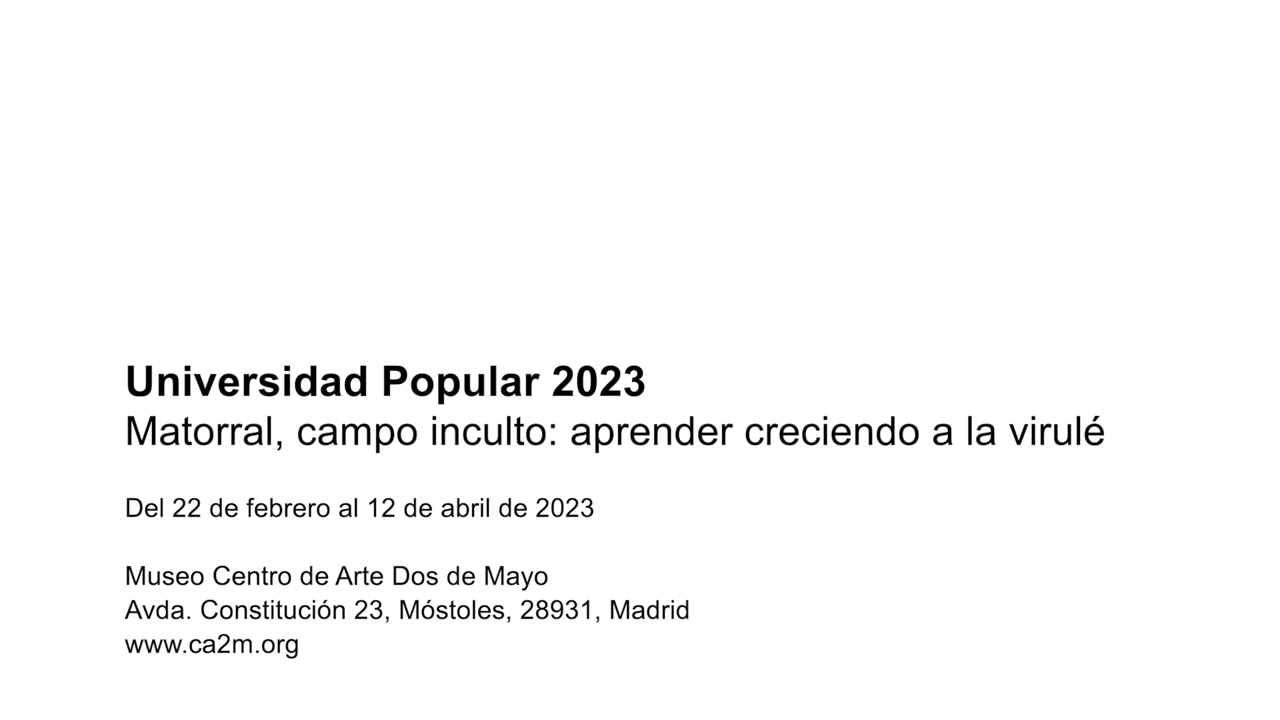 Universidad Popular 2023
Matorral, campo inculto: aprender creciendo a la virulé
Del 22 de febrero al 12 de abril de 2023
Museo Centro de Arte Dos de Mayo
Avda. Constitución 23, Móstoles, 28931, Madrid
www.ca2m.org